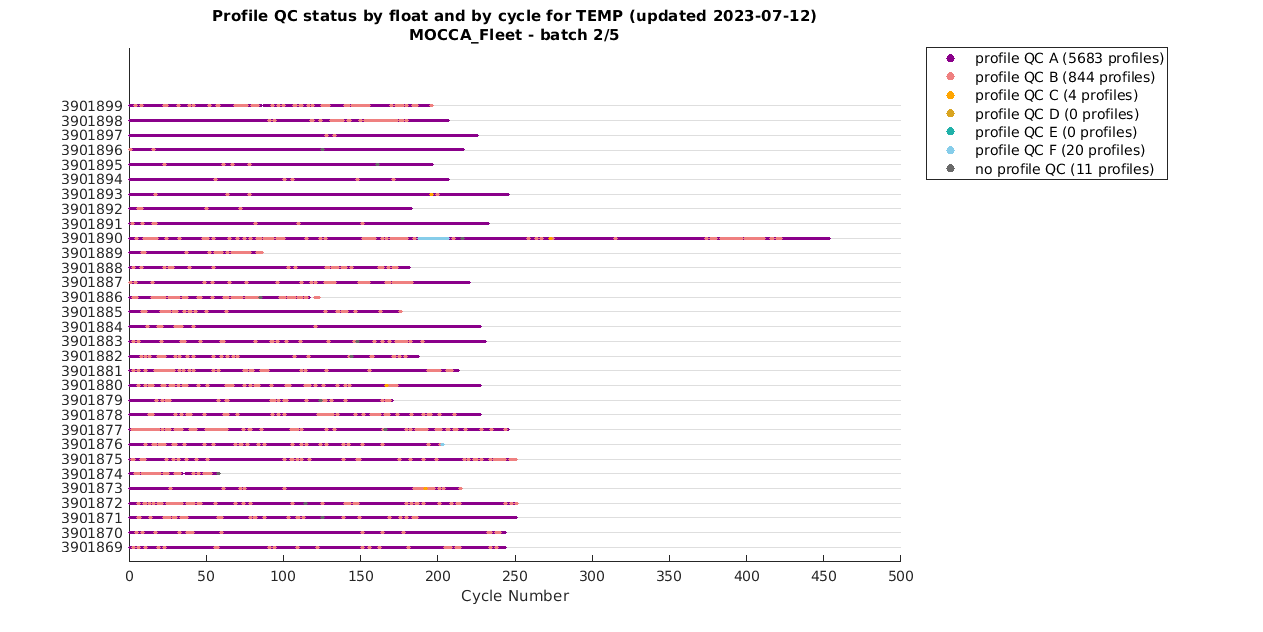 Profile QC status by float and by cycle for TEMP (updated 2023-07-12)
MOCCA_Fleet - batch 2/5
profile QC A (5683 profiles)
profile QC B (844 profiles)
profile QC C (4 profiles)
profile QC D (0 profiles)
profile QC E (0 profiles)
profile QC F (20 profiles)
no profile QC (11 profiles)
3901899
3901898
3901897
3901896
3901895
3901894
3901893
3901892
3901891
3901890
3901889
3901888
3901887
3901886
3901885
3901884
3901883
3901882
3901881
3901880
3901879
3901878
3901877
3901876
3901875
3901874
3901873
3901872
3901871
3901870
3901869
0 50 100 150 200 250 300 350 400 450 500
Cycle Number